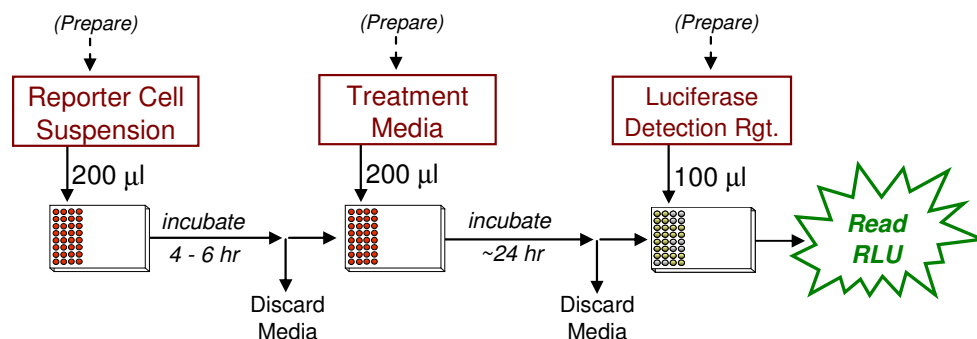 (Prepare)
(Prepare)
(Prepare)
Reporter Cell
Suspension
Treatment
Media
Luciferase
Detection Rgt.
200 µl
200 µl
100 µl
incubate
4 - 6 hr
incubate
~24 hr
Read
RLU
Discard
Media
Discard
Media